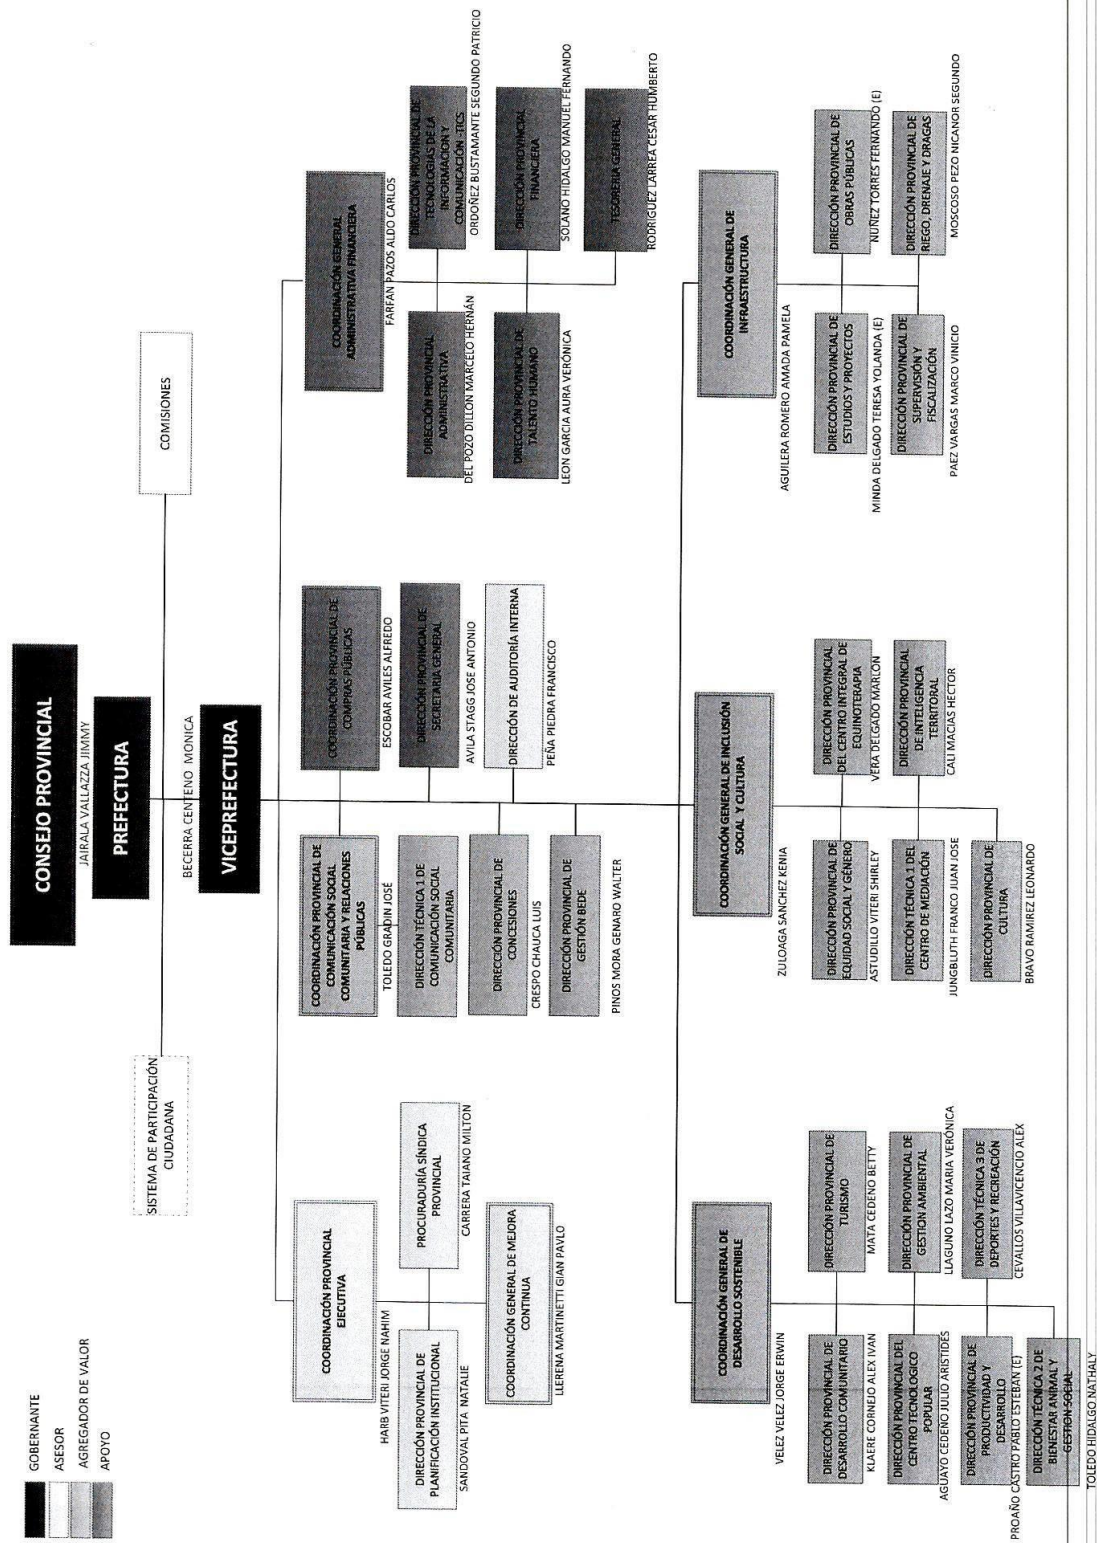 GOBERNANTE
ASESOR
AGREGADOR DE VALOR
APOYO
CONSEJO PROVINCIAL
JAIRALA VALLAZZA JIMMY
PREFECTURA
SISTEMA DE PARTICIPACIÓN
CIUDADANA
COMISIONES
BECERRA CENTENO MONICA
VICEPREFECTURA
COORDINACIÓN PROVINCIAL
EJECUTIVA
HARB VITERI JORGE NAHIM
DIRECCIÓN PROVINCIAL DE
PLANIFICACIÓN INSTITUCIONAL
SANDOVAL PITA NATALIE
PROCURADURÍA SÍNDICA
PROVINCIAL
CARRERA TAIANO MILTON
COORDINACIÓN GENERAL DE MEJORA
CONTINUA
LLERENA MARTINETTI GIAN PAVLO
COORDINACIÓN PROVINCIAL DE
COMUNICACIÓN SOCIAL
COMUNITARIA Y RELACIONES
PÚBLICAS
TOLEDO GRADIN JOSÉ
DIRECCIÓN TÉCNICA 1 DE
COMUNICACIÓN SOCIAL
COMUNITARIA
DIRECCIÓN PROVINCIAL DE
CONCESIONES
CRESPO CHAUCA LUIS
DIRECCIÓN PROVINCIAL DE
GESTIÓN BEDE
PINOS MORA GENARO WALTER
COORDINACIÓN PROVINCIAL DE
COMPRAS PÚBLICAS
ESCOBAR AVILES ALFREDO
DIRECCIÓN PROVINCIAL DE
SECRETARIA GENERAL
AVILA STAGG JOSE ANTONIO
DIRECCIÓN DE AUDITORÍA INTERNA
PEÑA PIEDRA FRANCISCO
COORDINACIÓN GENERAL
ADMINISTRATIVA FINANCIERA
FARFAN PAZOS ALDO CARLOS
DIRECCIÓN PROVINCIAL
ADMINISTRATIVA
DEL POZO DILLON MARCELO HERNÁN
DIRECCIÓN PROVINCIAL DE
TECNOLOGIAS DE LA
INFORMACION Y
COMUNICACIÓN -TICS
ORDOÑEZ BUSTAMANTE SEGUNDO PATRICIO
DIRECCIÓN PROVINCIAL DE
TALENTO HUMANO
LEON GARCIA AURA VERÓNICA
DIRECCIÓN PROVINCIAL
FINANCIERA
SOLANO HIDALGO MANUEL FERNANDO
TESORERIA GENERAL
RODRIGUEZ LARREA CESAR HUMBERTO
COORDINACIÓN GENERAL DE
DESARROLLO SOSTENIBLE
VELEZ VELEZ JORGE ERWIN
DIRECCIÓN PROVINCIAL DE
DESARROLLO COMUNITARIO
KLAERE CORNEJO ALEX IVAN
DIRECCIÓN PROVINCIAL DE
TURISMO
MATA CEDENO BETTY
DIRECCIÓN PROVINCIAL DEL
CENTRO TECNOLOGICO
POPULAR
AGUAYO CEDEÑO JULIO ARISTIDES
DIRECCIÓN PROVINCIAL DE
GESTION AMBIENTAL
LLAGUNO LAZO MARIA VERÓNICA
DIRECCIÓN PROVINCIAL DE
PRODUCTIVIDAD Y
DESARROLLO
PROAÑO CASTRO PABLO ESTEBAN (E)
DIRECCIÓN TÉCNICA 3 DE
DEPORTES Y RECREACIÓN
CEVALLOS VILLAVICENCIO ALEX
DIRECCIÓN TÉCNICA 2 DE
BIENESTAR ANIMAL Y
GESTION SOCIAL
TOLEDO HIDALGO NATHALY
COORDINACIÓN GENERAL DE INCLUSIÓN
SOCIAL Y CULTURA
ZULOAGA SANCHEZ KENIA
DIRECCIÓN PROVINCIAL DE
EQUIDAD SOCIAL Y GÉNERO
ASTUDILLO VITERI SHIRLEY
DIRECCIÓN PROVINCIAL
DEL CENTRO INTEGRAL DE
EQUINOTERAPIA
VERA DELGADO MARLON
DIRECCIÓN TÉCNICA 1 DEL
CENTRO DE MEDIACIÓN
JUNGBLUTH FRANCO JUAN JOSE
DIRECCIÓN PROVINCIAL
DE INTELIGENCIA
TERRITORAL
CALI MACIAS HECTOR
DIRECCIÓN PROVINCIAL DE
CULTURA
BRAVO RAMIREZ LEONARDO
COORDINACIÓN GENERAL DE
INFRAESTRUCTURA
AGUILERA ROMERO AMADA PAMELA
DIRECCIÓN PROVINCIAL DE
ESTUDIOS Y PROYECTOS
MINDA DELGADO TERESA YOLANDA (E)
DIRECCIÓN PROVINCIAL DE
OBRAS PÚBLICAS
NUÑEZ TORRES FERNANDO (E)
DIRECCIÓN PROVINCIAL DE
SUPERVISIÓN Y
FISCALIZACIÓN
PAEZ VARGAS MARCO VINICIO
DIRECCIÓN PROVINCIAL DE
RIEGO, DRENAJE Y DRAGAS
MOSCOSO PEZO NICANOR SEGUNDO